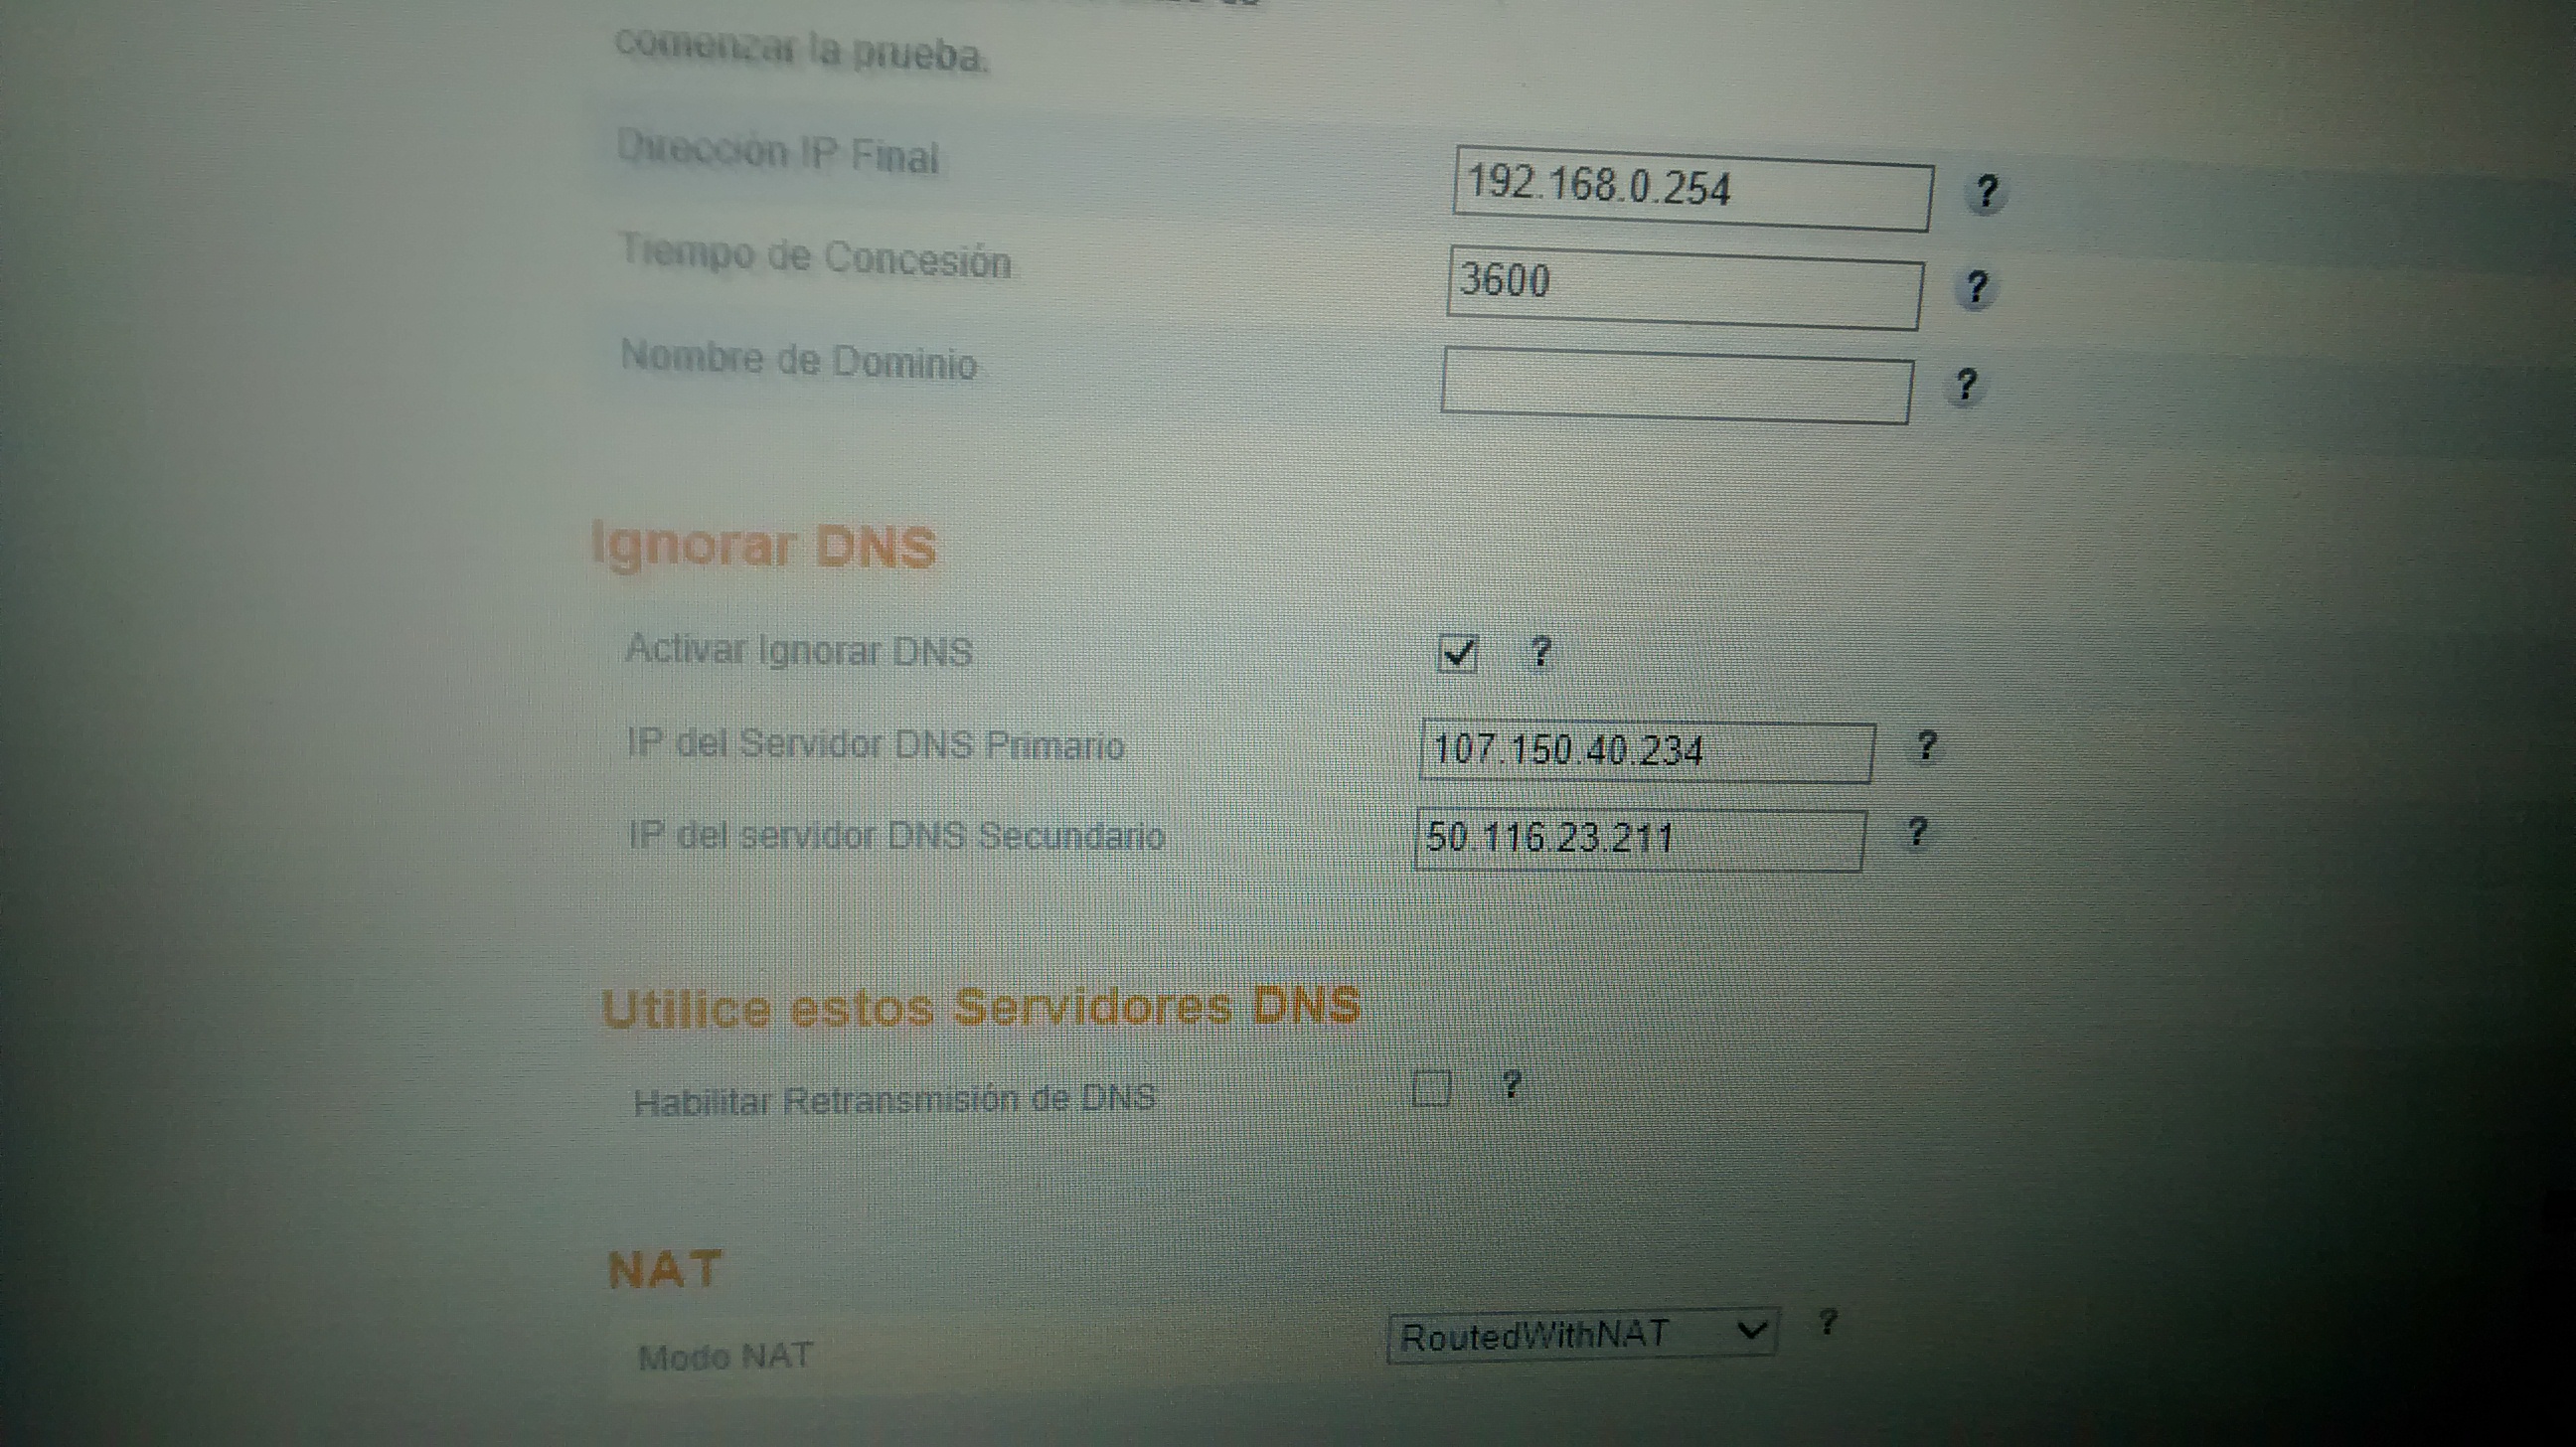 comenzar la prueba.
Dirección IP Final 192.168.0.254 ?
Tiempo de Concesión 3600 ?
Nombre de Dominio ?
Ignorar DNS
Activar Ignorar DNS ?
IP del Servidor DNS Primario 107.150.40.234 ?
IP del servidor DNS Secundario 50.116.23.211 ?
Utilice estos Servidores DNS
Habilitar Retransmisión de DNS ?
NAT
Modo NAT RoutedWithNAT ?